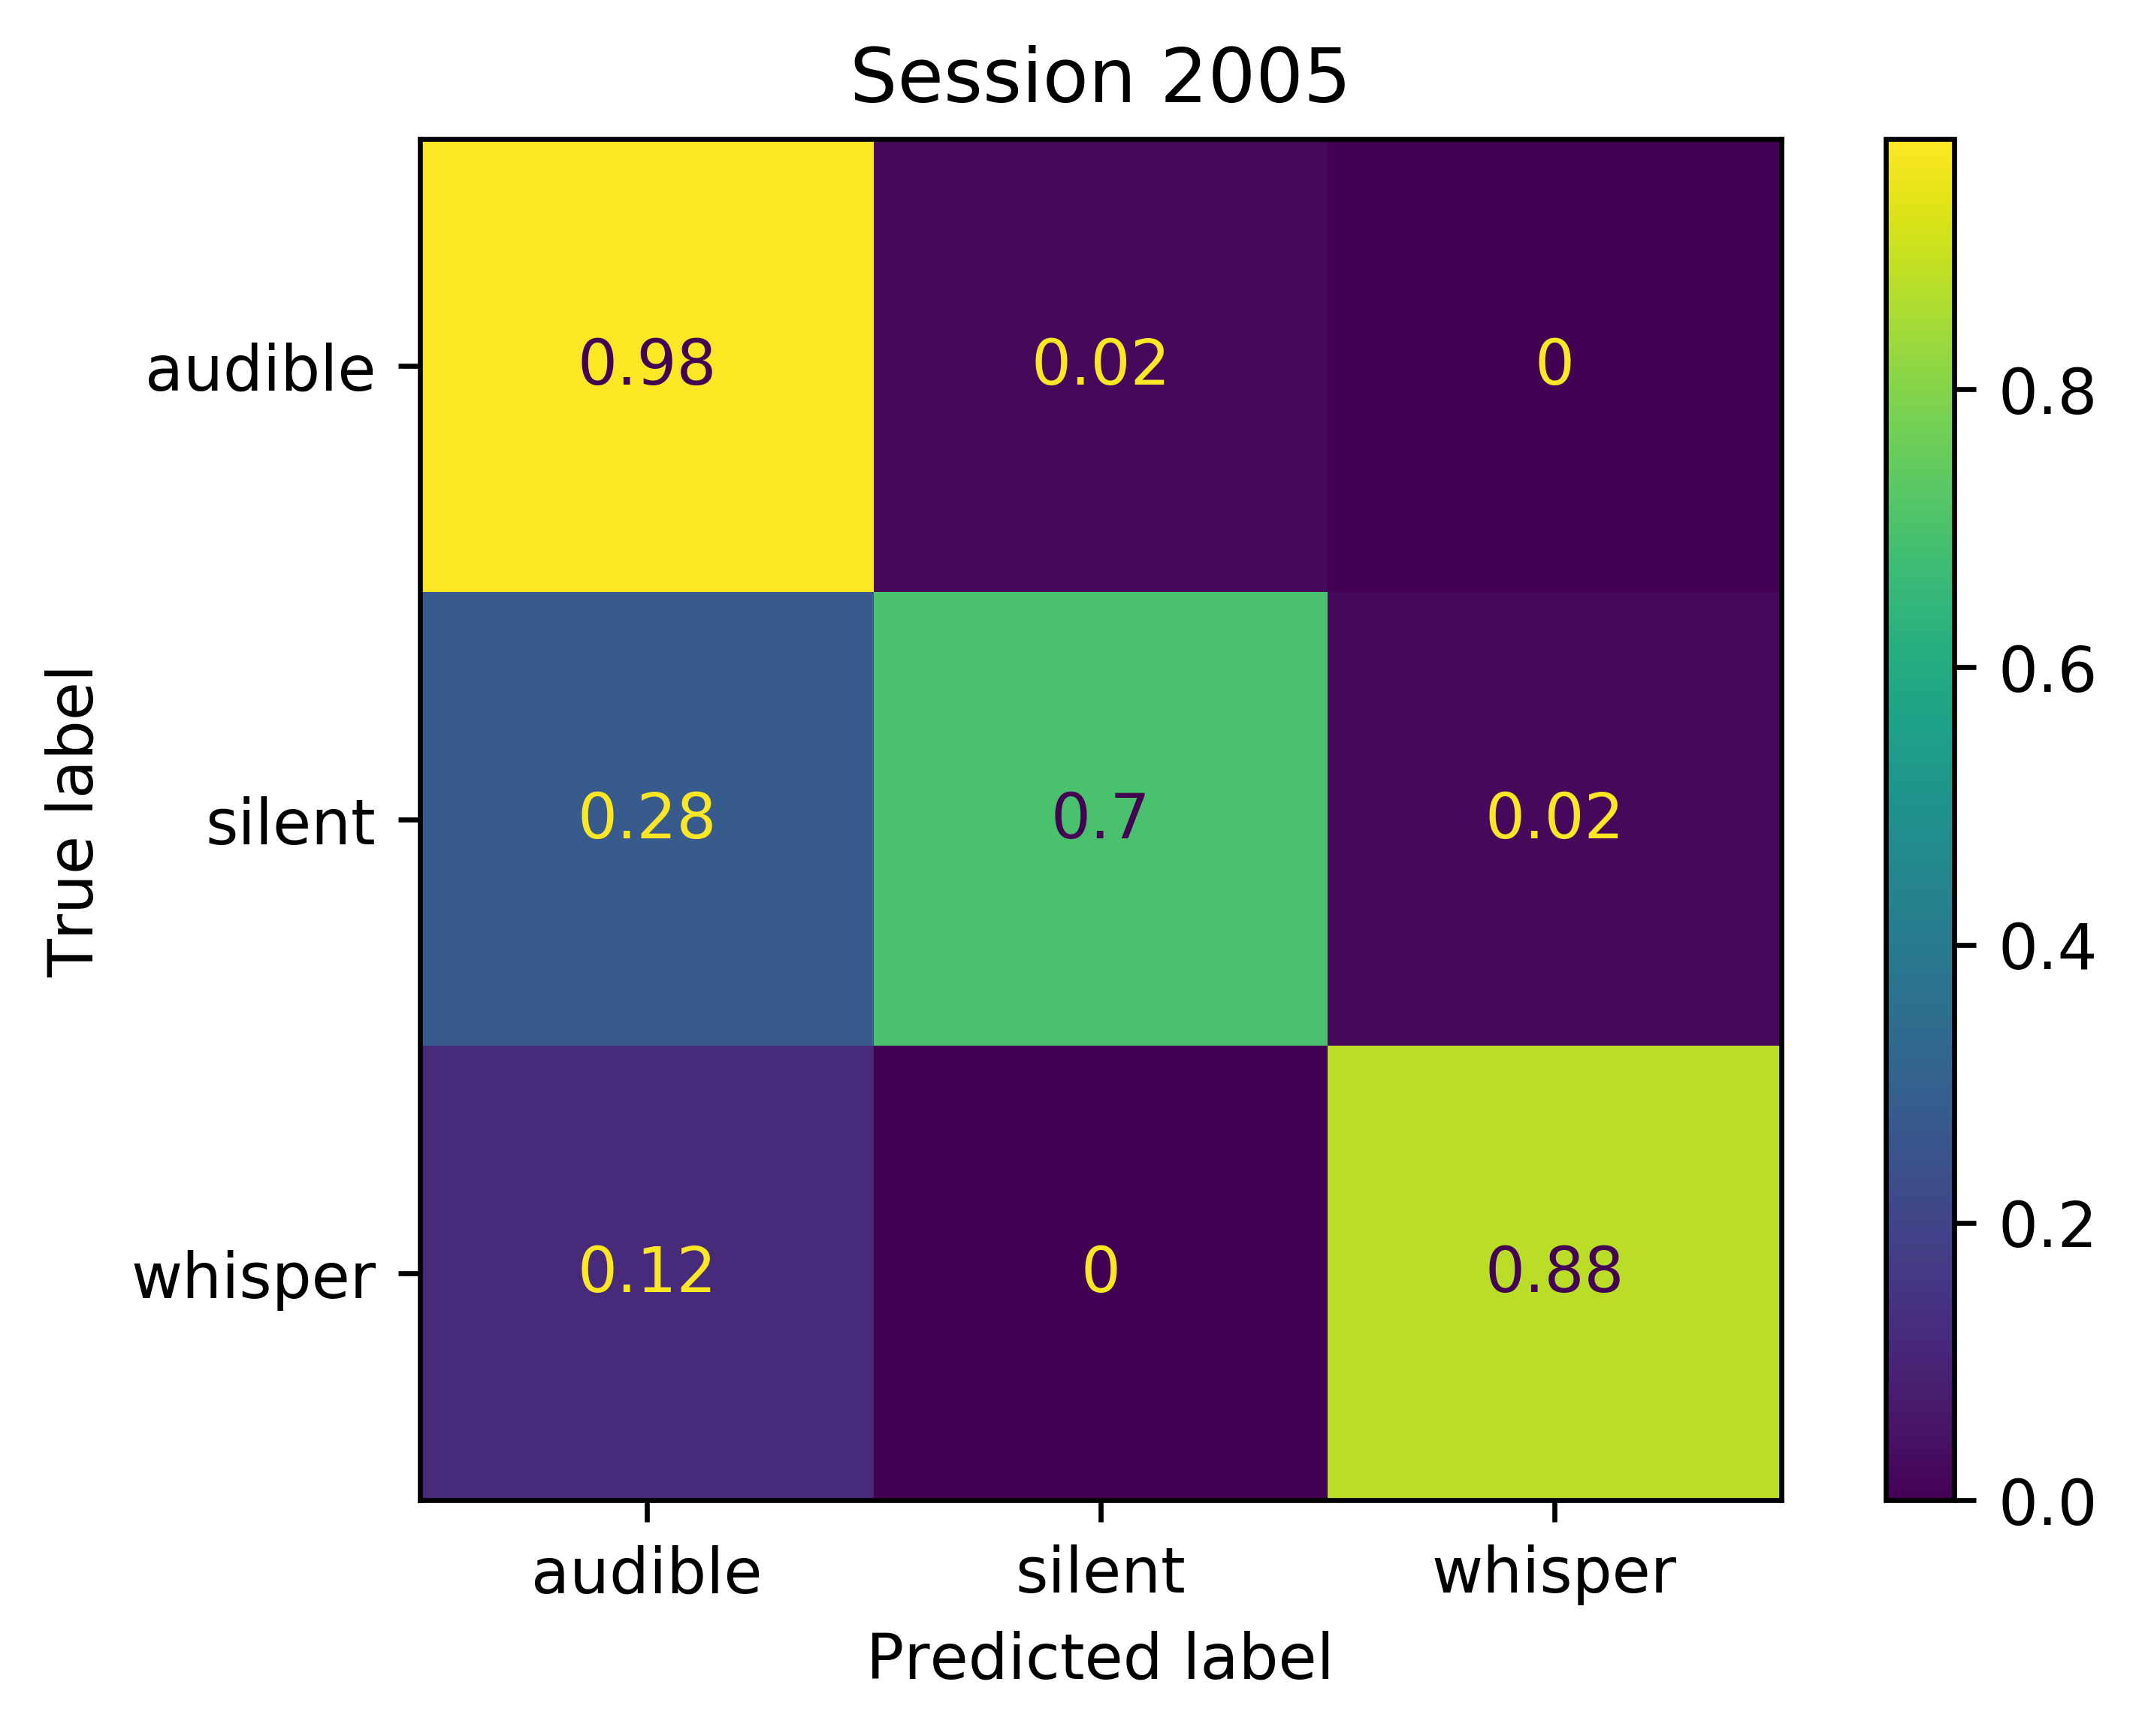 Session 2005
audible 0.98 0.02 0
silent 0.28 0.7 0.02
whisper 0.12 0 0.88
audible silent whisper
Predicted label
True label
0.8
0.6
0.4
0.2
0.0